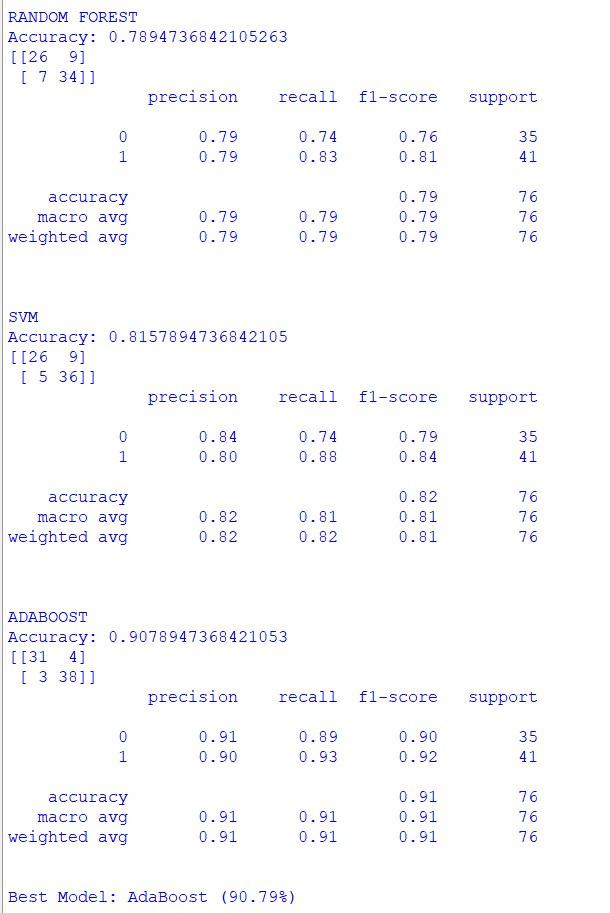 RANDOM FOREST
Accuracy: 0.7894736842105263
[[26  9]
 [ 7 34]]
              precision    recall  f1-score   support

           0       0.79      0.74      0.76        35
           1       0.79      0.83      0.81        41

    accuracy                           0.79        76
   macro avg       0.79      0.79      0.79        76
weighted avg       0.79      0.79      0.79        76

SVM
Accuracy: 0.8157894736842105
[[26  9]
 [ 5 36]]
              precision    recall  f1-score   support

           0       0.84      0.74      0.79        35
           1       0.80      0.88      0.84        41

    accuracy                           0.82        76
   macro avg       0.82      0.81      0.81        76
weighted avg       0.82      0.82      0.81        76

ADABOOST
Accuracy: 0.9078947368421053
[[31  4]
 [ 3 38]]
              precision    recall  f1-score   support

           0       0.91      0.89      0.90        35
           1       0.90      0.93      0.92        41

    accuracy                           0.91        76
   macro avg       0.91      0.91      0.91        76
weighted avg       0.91      0.91      0.91        76

Best Model: AdaBoost (90.79%)